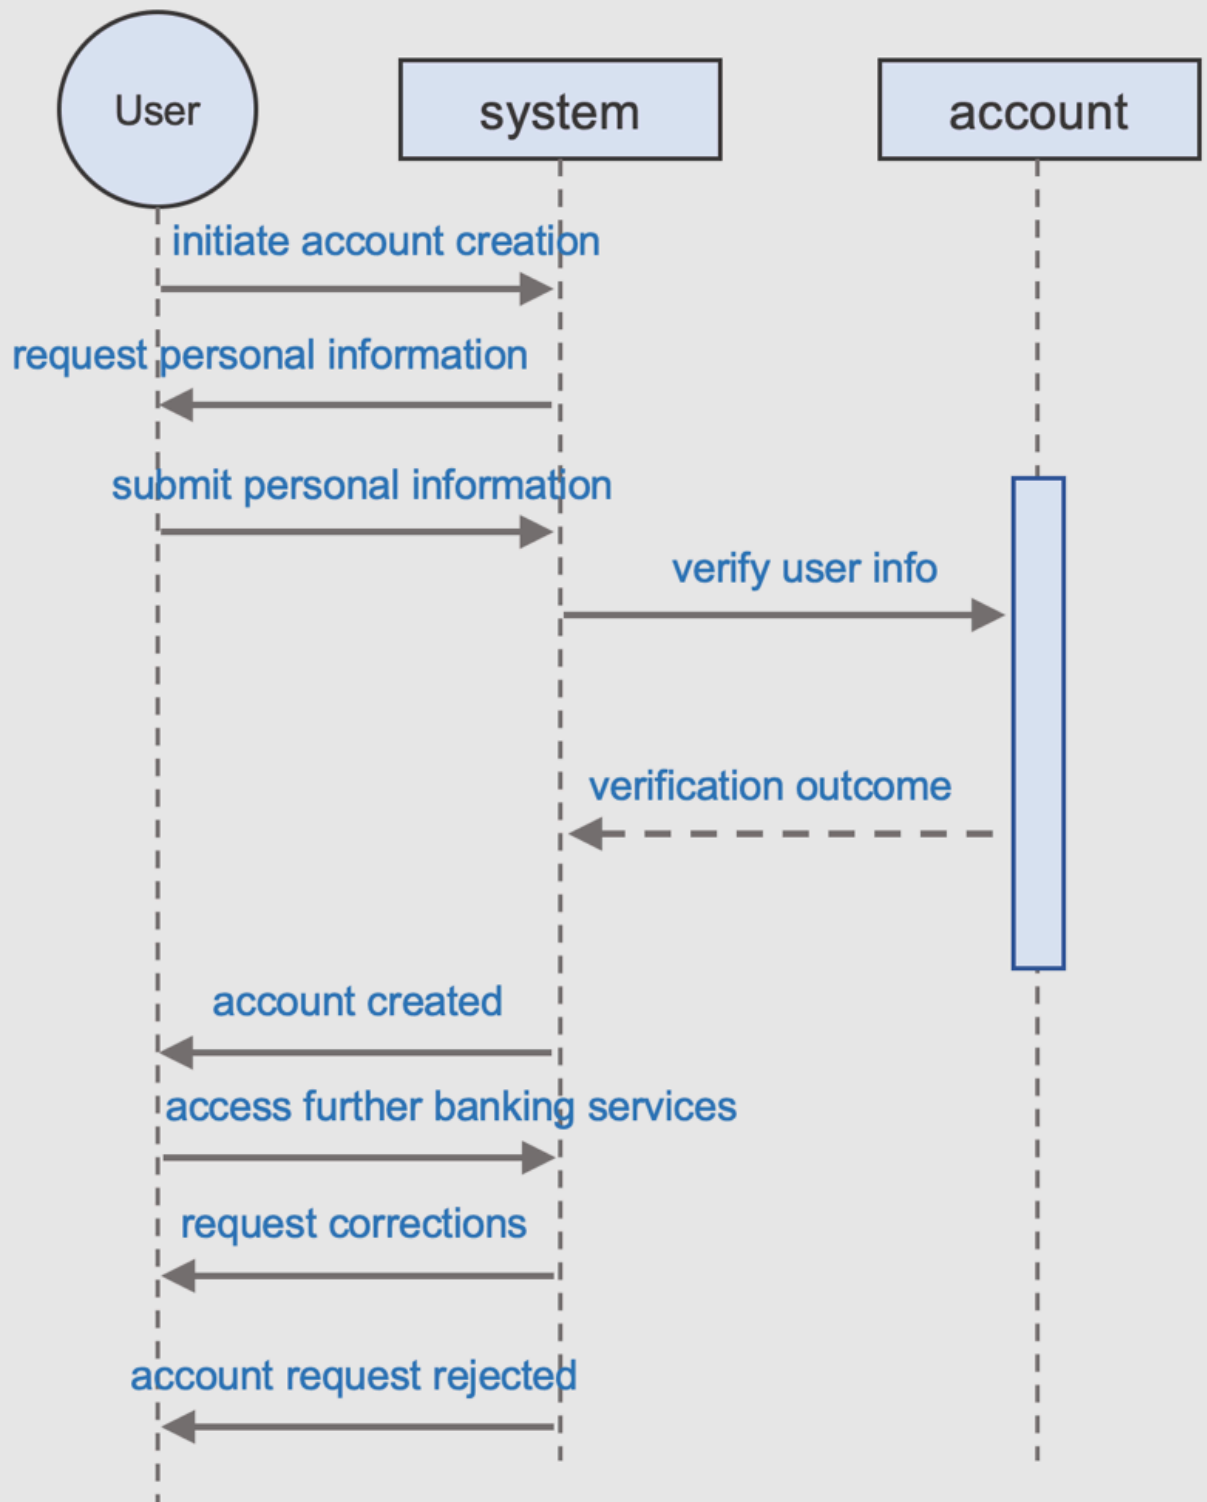 User
system
account
initiate account creation
request personal information
submit personal information
verify user info
verification outcome
account created
access further banking services
request corrections
account request rejected